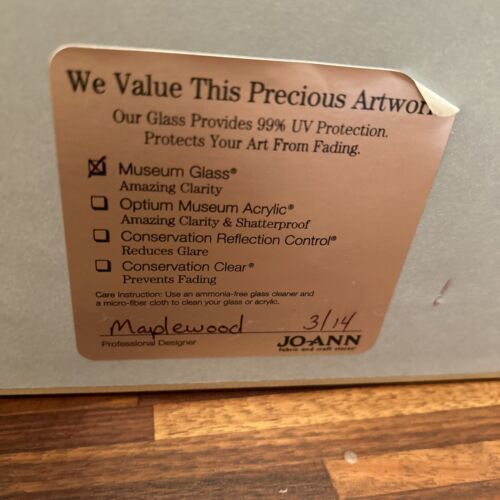 We Value This Precious Artwor
Our Glass Provides 99% UV Protection.
Protects Your Art From Fading.
Museum Glass®
Amazing Clarity
Optium Museum Acrylic®
Amazing Clarity & Shatterproof
Conservation Reflection Control®
Reduces Glare
Conservation Clear®
Prevents Fading
Care Instruction: Use an ammonia-free glass cleaner and
a micro-fiber cloth to clean your glass or acrylic.
Maplewood 3/14
Professional Designer JO-ANN
fabric and craft stores®